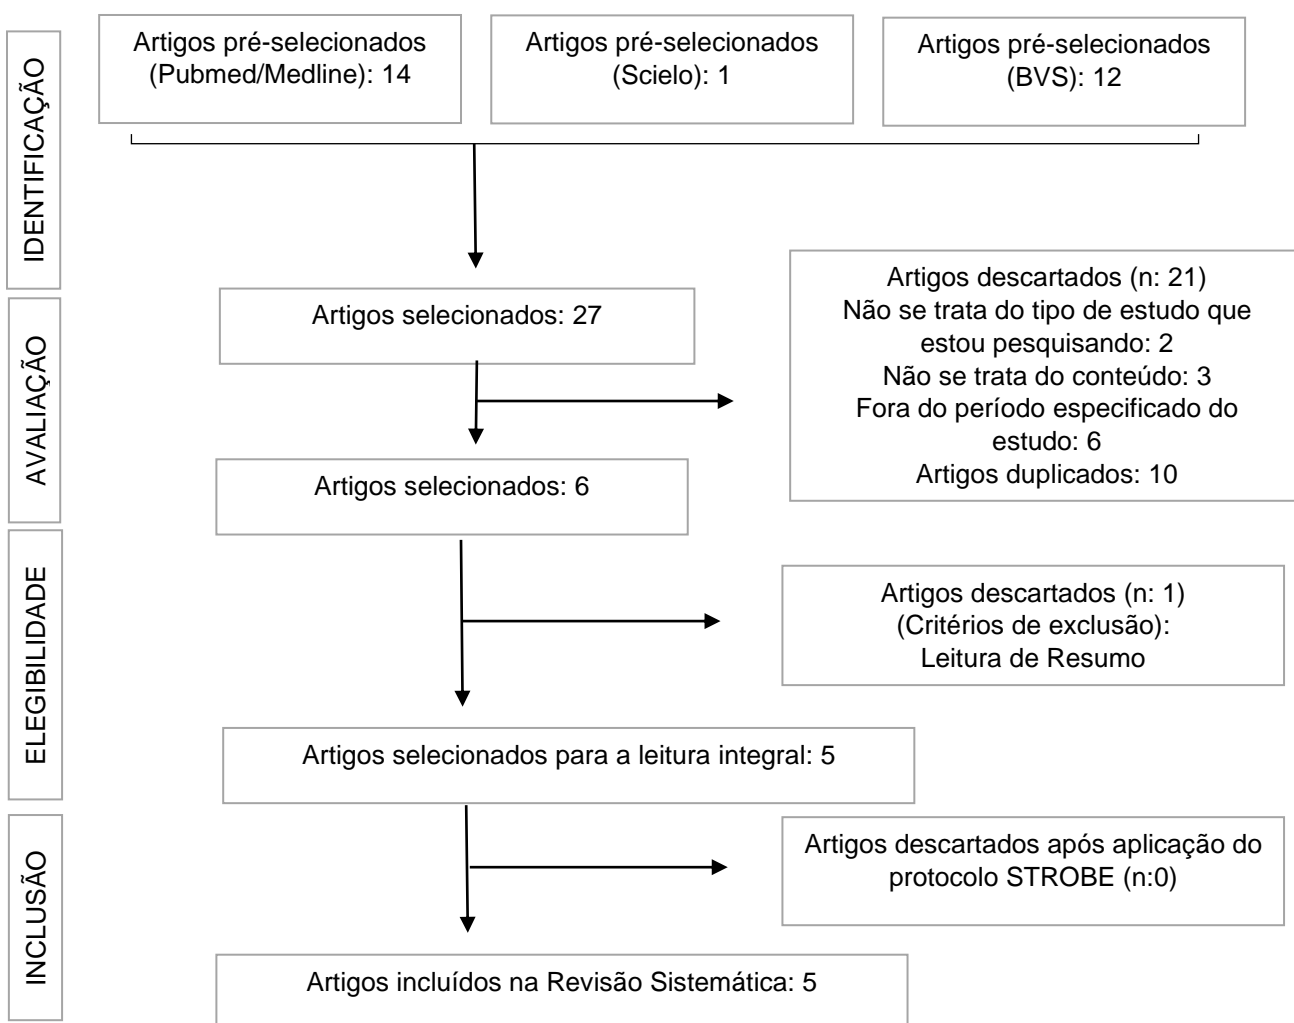 IDENTIFICAÇÃO
Artigos pré-selecionados
(Pubmed/Medline): 14
Artigos pré-selecionados
(Scielo): 1
Artigos pré-selecionados
(BVS): 12
AVALIAÇÃO
Artigos selecionados: 27
Artigos descartados (n: 21)
Não se trata do tipo de estudo que
estou pesquisando: 2
Não se trata do conteúdo: 3
Fora do período especificado do
estudo: 6
Artigos duplicados: 10
Artigos selecionados: 6
ELEGIBILIDADE
Artigos descartados (n: 1)
(Critérios de exclusão):
Leitura de Resumo
Artigos selecionados para a leitura integral: 5
INCLUSÃO
Artigos descartados após aplicação do
protocolo STROBE (n:0)
Artigos incluídos na Revisão Sistemática: 5